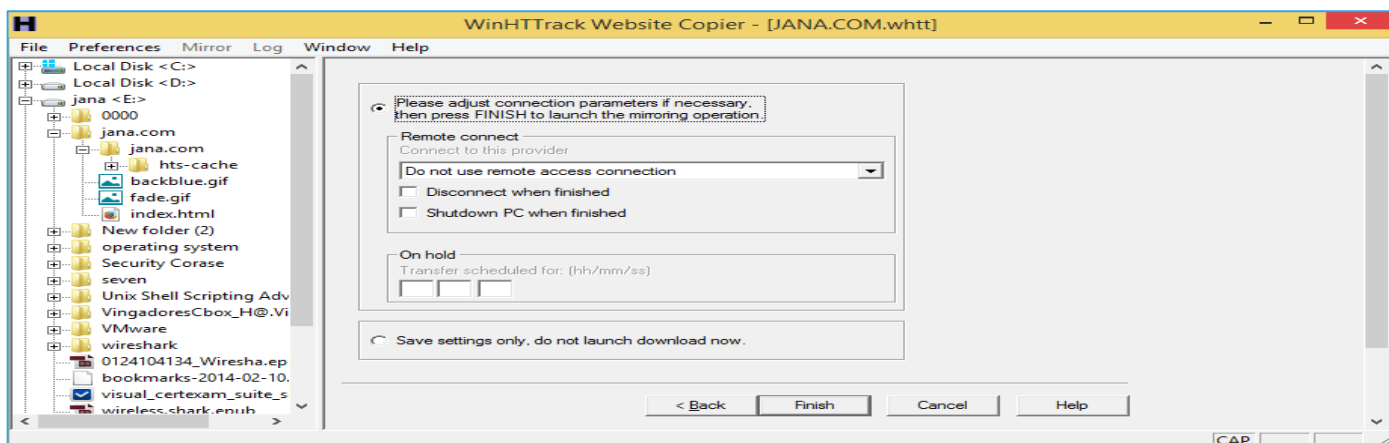 H
WinHTTrack Website Copier - [JANA.COM.whtt]
File Preferences Mirror Log Window Help
Local Disk <C:>
Local Disk <D:>
jana <E:>
0000
jana.com
jana.com
hts-cache
backblue.gif
fade.gif
index.html
New folder (2)
operating system
Security Corase
seven
Unix Shell Scripting Adv
VingadoresCbox_H@.Vi
VMware
wireshark
0124104134_Wiresha.ep
bookmarks-2014-02-10.
visual_certexam_suite_s
wireless.shark.epub
Please adjust connection parameters if necessary,
then press FINISH to launch the mirroring operation.
Remote connect
Connect to this provider
Do not use remote access connection
Disconnect when finished
Shutdown PC when finished
On hold
Transfer scheduled for: (hh/mm/ss)
Save settings only, do not launch download now.
< Back Finish Cancel Help
CAP